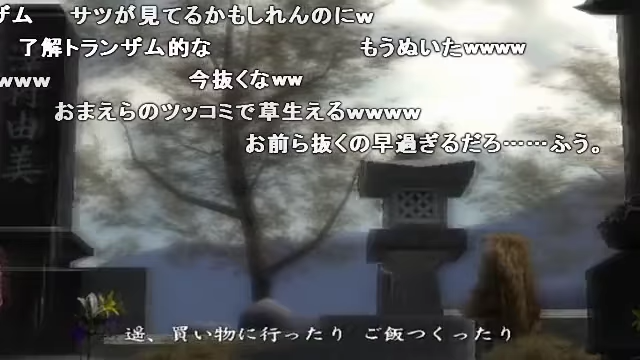 ザム　　サツが見てるかもしれんのにw
了解トランザム的な　　もうぬいたwwww
www　　今抜くなww
おまえらのツッコミで草生えるwwww
お前ら抜くの早過ぎるだろ……ふう。
村由美
遥、買い物に行ったり ご飯つくったり